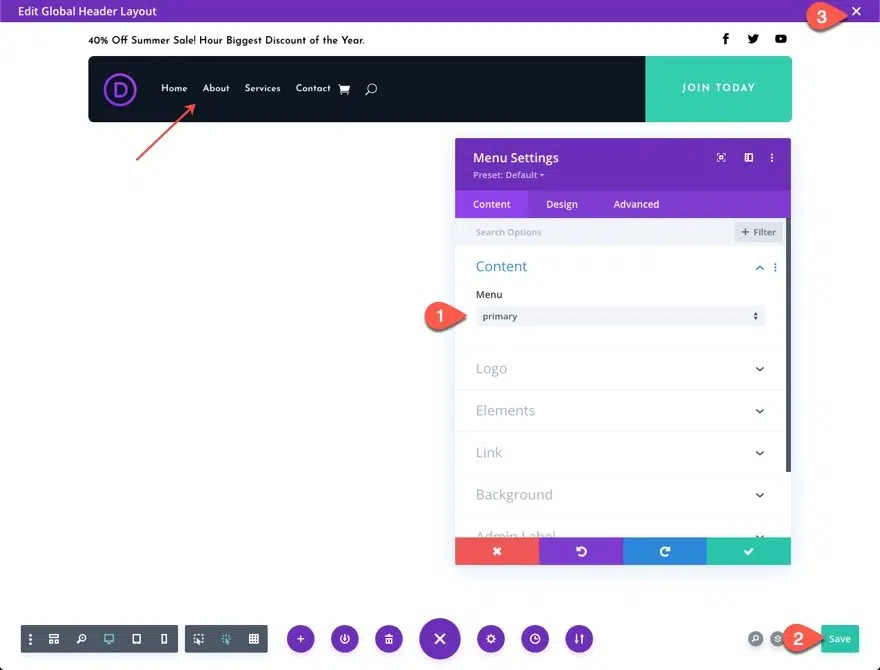 Edit Global Header Layout
3
40% Off Summer Sale! Hour Biggest Discount of the Year.
D
Home About Services Contact
JOIN TODAY
Menu Settings
Preset: Default
Content Design Advanced
Search Options
+ Filter
Content
Menu
1
primary
Logo
Elements
Link
Background
Admin Label
2
Save